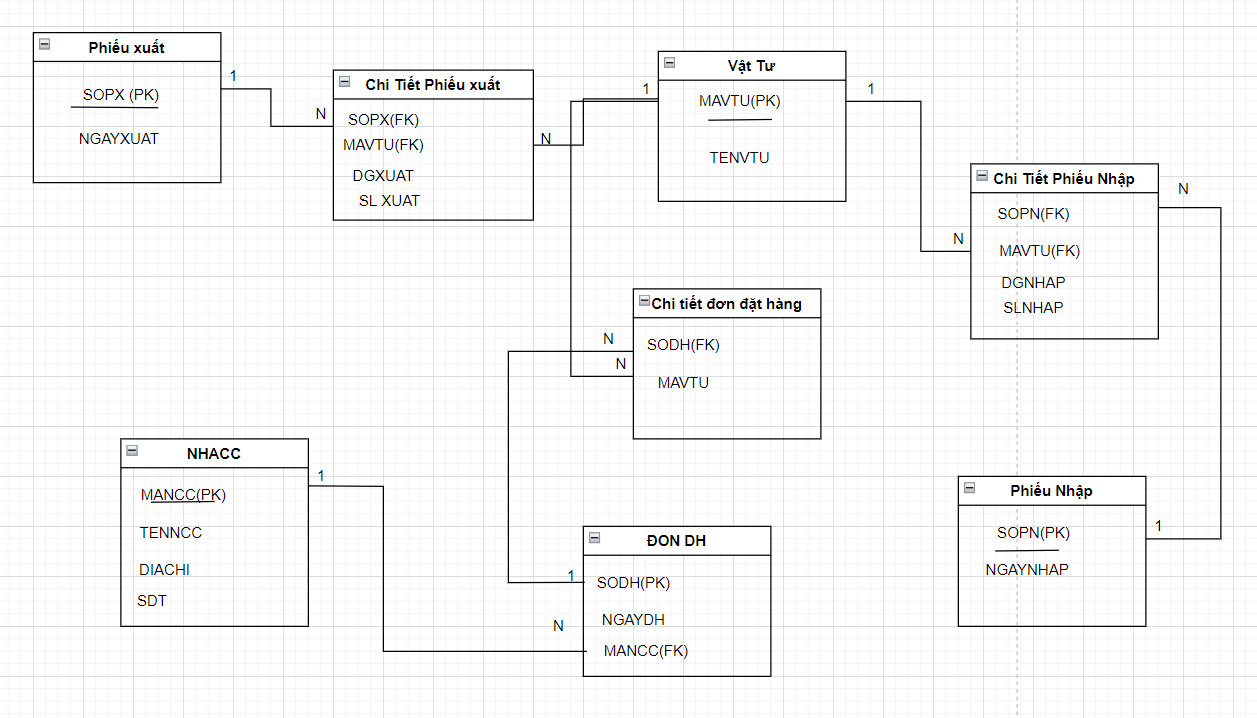 Phiếu xuất
SOPX (PK)
NGAYXUAT
1
N
Chi Tiết Phiếu xuất
SOPX(FK)
MAVTU(FK)
DGXUAT
SL XUAT
N
1
Vật Tư
MAVTU(PK)
TENVTU
1
N
Chi Tiết Phiếu Nhập
SOPN(FK)
MAVTU(FK)
DGNHAP
SLNHAP
N
Chi tiết đơn đặt hàng
SODH(FK)
MAVTU
N
N
NHACC
MANCC(PK)
TENNCC
DIACHI
SDT
1
1
N
ĐON DH
SODH(PK)
NGAYDH
MANCC(FK)
Phiếu Nhập
SOPN(PK)
NGAYNHAP
1